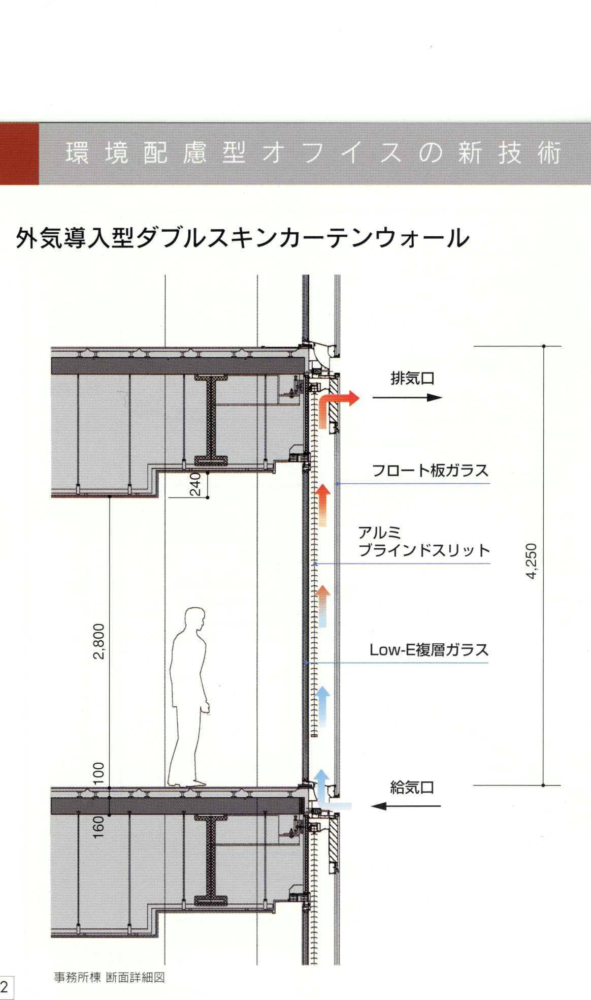 環境配慮型オフィスの新技術
外気導入型ダブルスキンカーテンウォール
排気口
フロート板ガラス
240
アルミ
ブラインドスリット
4,250
2,800
Low-E複層ガラス
100
給気口
160
事務所棟 断面詳細図
2